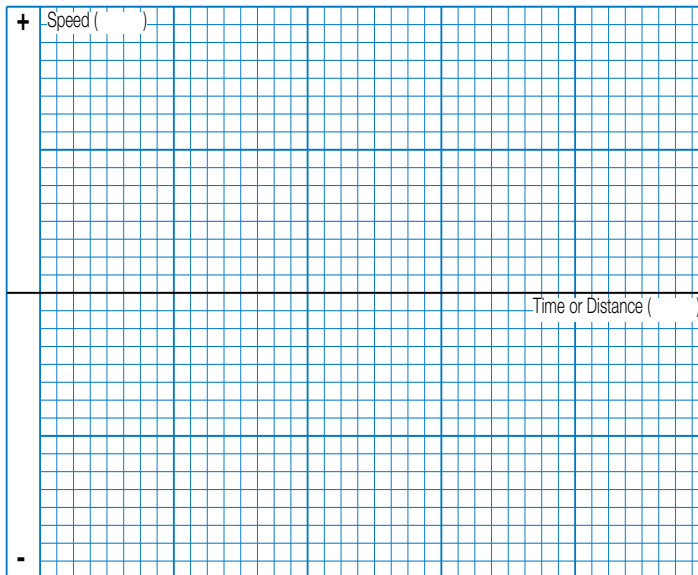 + Speed (        )
Time or Distance (        )
-